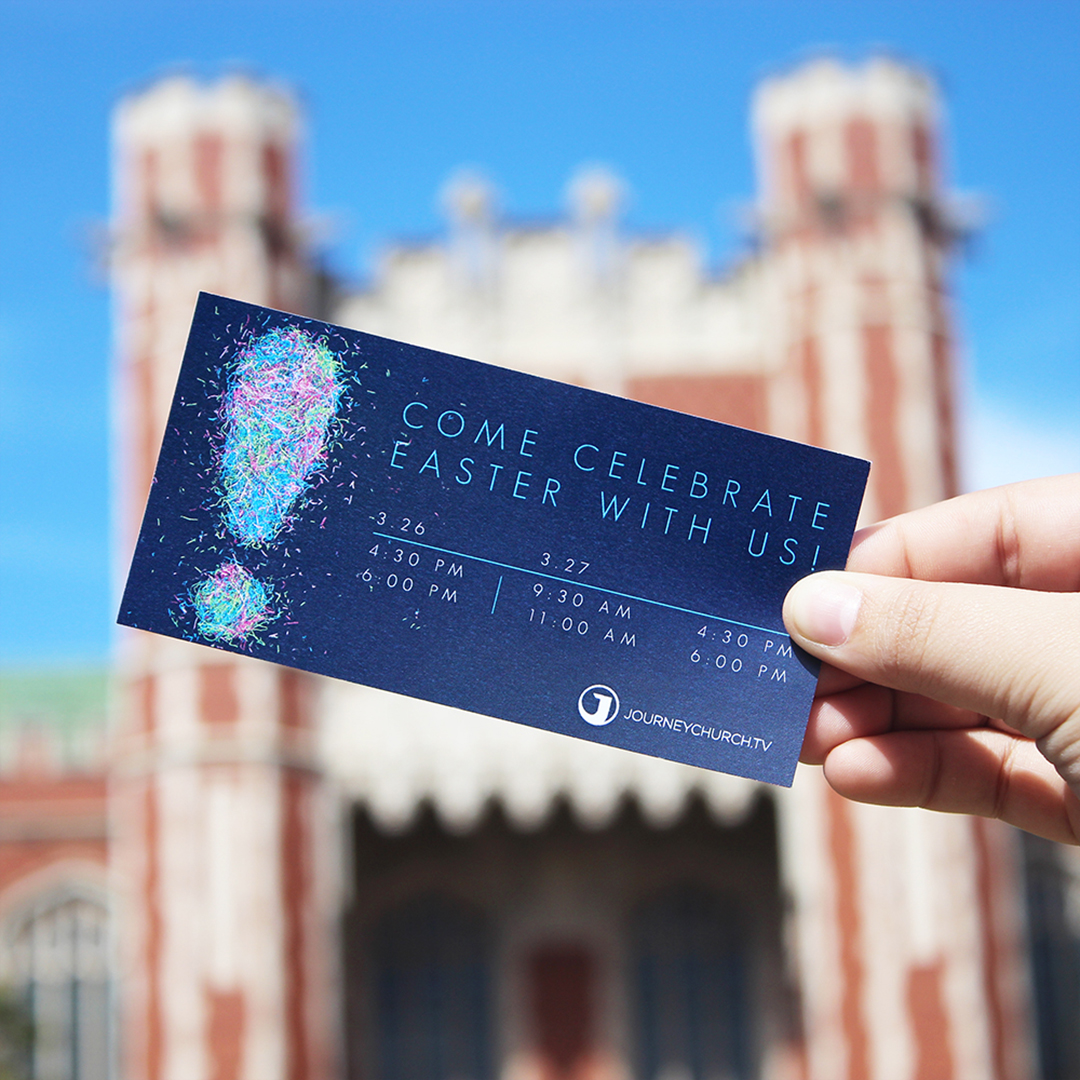 COME CELEBRATE
EASTER WITH US!
3.26
4:30 PM
6:00 PM
3.27
9:30 AM
11:00 AM
4:30 PM
6:00 PM
JOURNEYCHURCH.TV